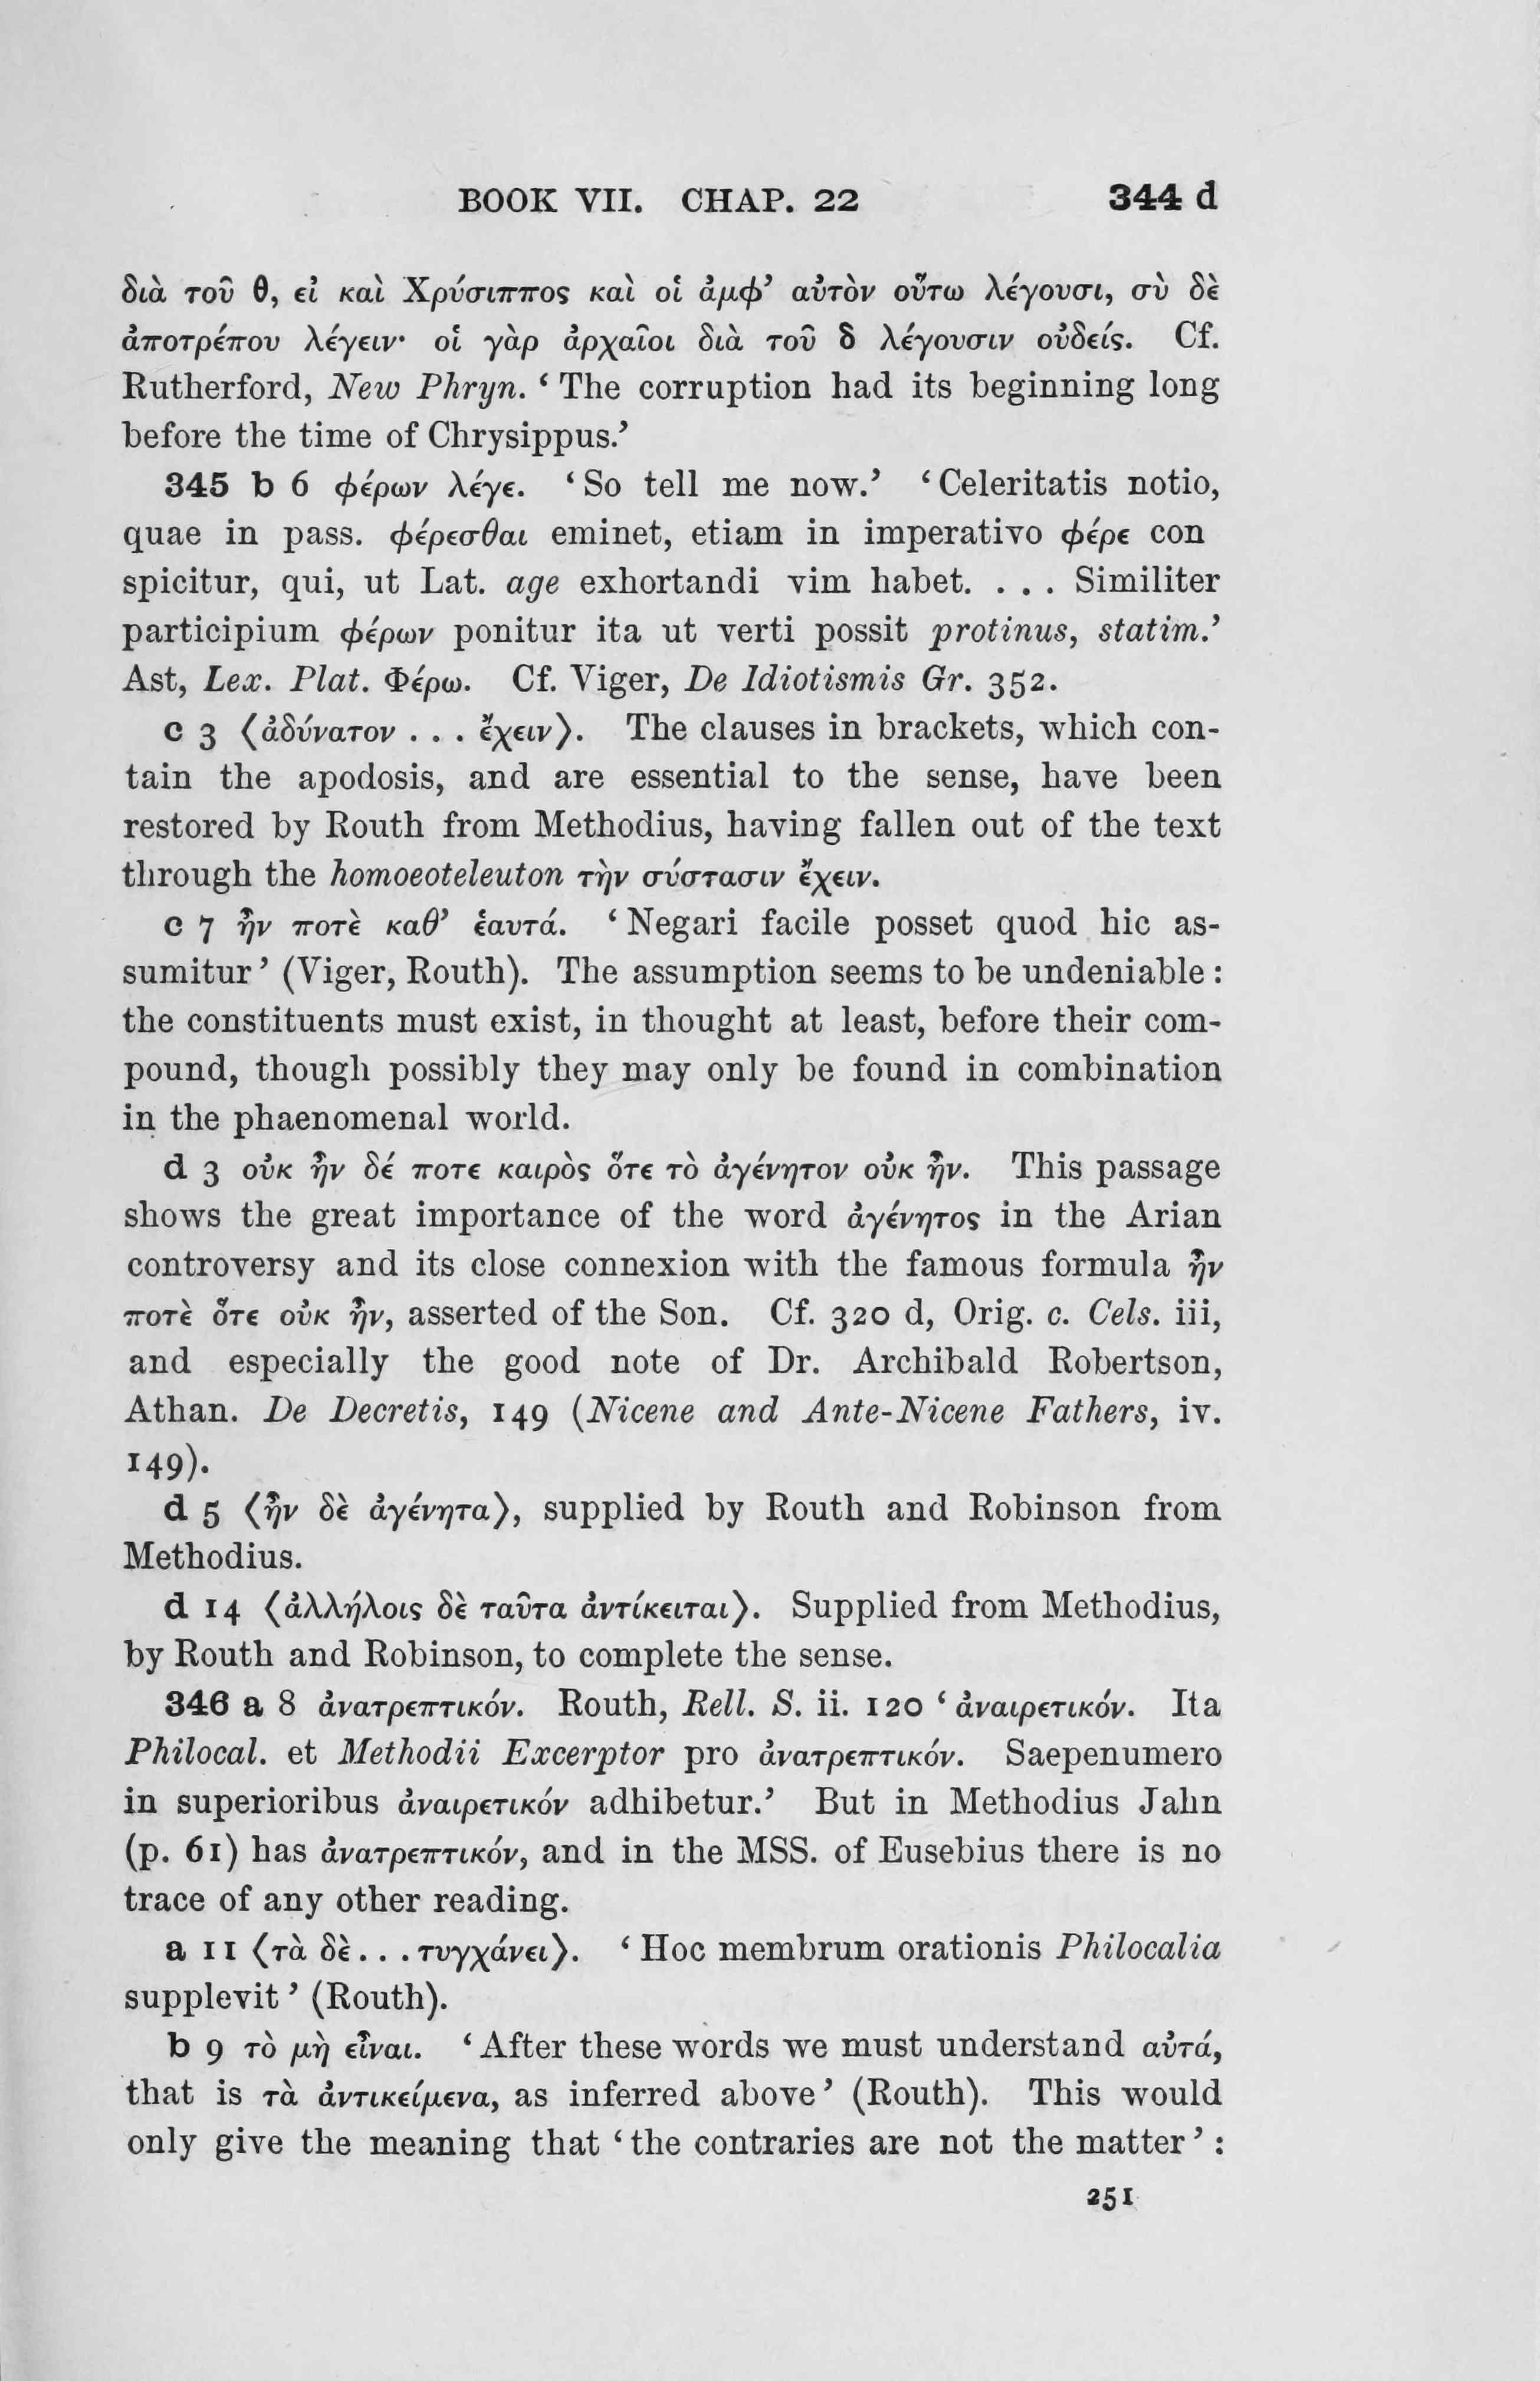 BOOK VII. CHAP. 22 344 d
διὰ τοῦ θ, εἰ καὶ Χρύσιππος καὶ οἱ ἀμφ’ αὐτὸν οὕτω λέγουσι, σὺ δὲ
ἀποτρέπου λέγειν· οἱ γὰρ ἀρχαῖοι διὰ τοῦ δ λέγουσιν οὐδείς. Cf.
Rutherford, New Phryn. ‘ The corruption had its beginning long
before the time of Chrysippus.’
345 b 6 φέρων λέγε. ‘ So tell me now.’ ‘ Celeritatis notio,
quae in pass. φέρεσθαι eminet, etiam in imperativo φέρε con
spicitur, qui, ut Lat. age exhortandi vim habet. . . . Similiter
participium φέρων ponitur ita ut verti possit protinus, statim.’
Ast, Lex. Plat. Φέρω. Cf. Viger, De Idiotismis Gr. 352.
c 3 ⟨ἀδύνατον . . . ἔχειν⟩. The clauses in brackets, which con-
tain the apodosis, and are essential to the sense, have been
restored by Routh from Methodius, having fallen out of the text
through the homoeoteleuton τὴν σύστασιν ἔχειν.
c 7 ἦν ποτὲ καθ’ ἑαυτά. ‘ Negari facile posset quod hic as-
sumitur ’ (Viger, Routh). The assumption seems to be undeniable :
the constituents must exist, in thought at least, before their com-
pound, though possibly they may only be found in combination
in the phaenomenal world.
d 3 οὐκ ἦν δέ ποτε καιρὸς ὅτε τὸ ἀγένητον οὐκ ἦν. This passage
shows the great importance of the word ἀγένητος in the Arian
controversy and its close connexion with the famous formula ἦν
ποτὲ ὅτε οὐκ ἦν, asserted of the Son. Cf. 320 d, Orig. c. Cels. iii,
and especially the good note of Dr. Archibald Robertson,
Athan. De Decretis, 149 (Nicene and Ante-Nicene Fathers, iv.
149).
d 5 ⟨ἦν δὲ ἀγένητα⟩, supplied by Routh and Robinson from
Methodius.
d 14 ⟨ἀλλήλοις δὲ ταῦτα ἀντίκειται⟩. Supplied from Methodius,
by Routh and Robinson, to complete the sense.
346 a 8 ἀνατρεπτικόν. Routh, Rell. S. ii. 120 ‘ ἀναιρετικόν. Ita
Philocal. et Methodii Excerptor pro ἀνατρεπτικόν. Saepenumero
in superioribus ἀναιρετικόν adhibetur.’ But in Methodius Jahn
(p. 61) has ἀνατρεπτικόν, and in the MSS. of Eusebius there is no
trace of any other reading.
a 11 ⟨τὰ δὲ . . . τυγχάνει⟩. ‘ Hoc membrum orationis Philocalia
supplevit ’ (Routh).
b 9 τὸ μὴ εἶναι. ‘ After these words we must understand αὐτά,
that is τὰ ἀντικείμενα, as inferred above ’ (Routh). This would
only give the meaning that ‘ the contraries are not the matter ’ :
251